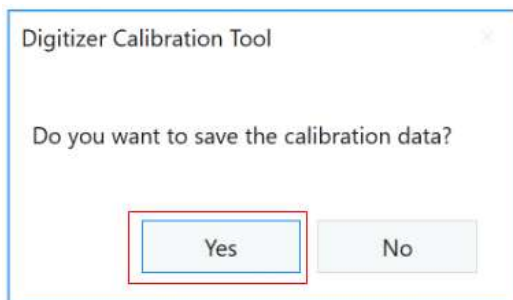 Digitizer Calibration Tool
Do you want to save the calibration data?
Yes No